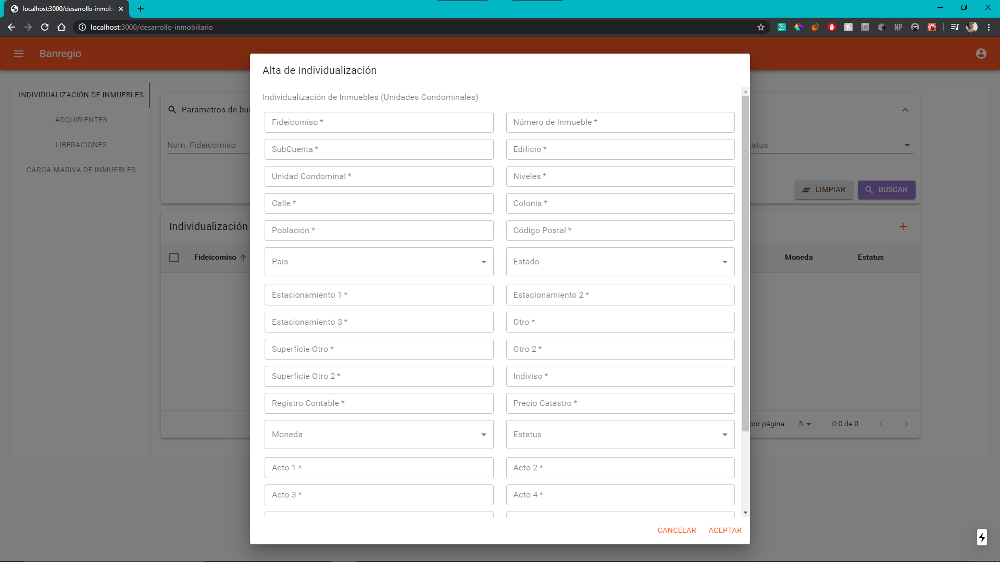 localhost:3000/desarrollo-inmobi
localhost:3000/desarrollo-inmobiliario
NP
Banregio
INDIVIDUALIZACIÓN DE INMUEBLES
ADQUIRIENTES
LIBERACIONES
CARGA MASIVA DE INMUEBLES
Parametros de bus
Num. Fideicomiso
tatus
LIMPIAR
BUSCAR
Individualización
Fideicomiso
Moneda
Estatus
por página:
5
0-0 de 0
Alta de Individualización
Individualización de Inmuebles (Unidades Condominales)
Fideicomiso *
Número de Inmueble *
SubCuenta *
Edificio *
Unidad Condominal *
Niveles *
Calle *
Colonia *
Población *
Código Postal *
País
Estado
Estacionamiento 1 *
Estacionamiento 2 *
Estacionamiento 3 *
Otro *
Superficie Otro *
Otro 2 *
Superficie Otro 2 *
Indiviso *
Registro Contable *
Precio Catastro *
Moneda
Estatus
Acto 1 *
Acto 2 *
Acto 3 *
Acto 4 *
CANCELAR
ACEPTAR